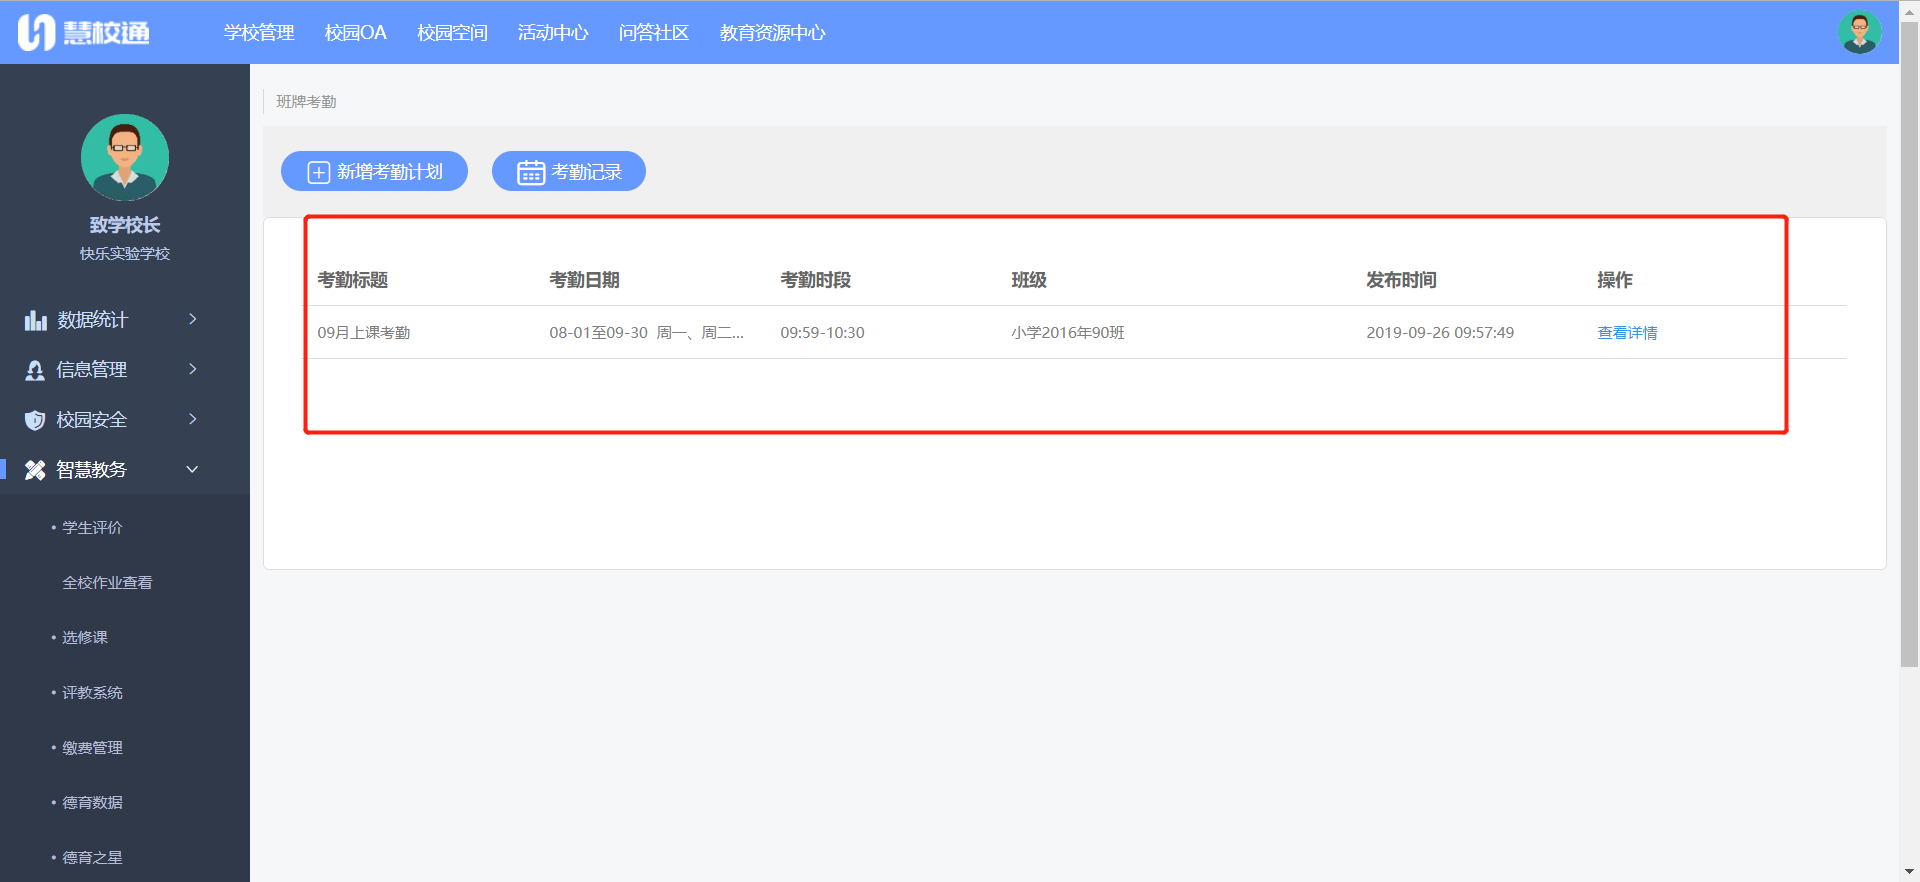 慧校通 学校管理 校园OA 校园空间 活动中心 问答社区 教育资源中心
致学校长
快乐实验学校
数据统计
信息管理
校园安全
智慧教务
• 学生评价
全校作业查看
• 选修课
• 评教系统
• 缴费管理
• 德育数据
• 德育之星
班牌考勤
新增考勤计划 考勤记录
考勤标题 考勤日期 考勤时段 班级 发布时间 操作
09月上课考勤 08-01至09-30 周一、周二... 09:59-10:30 小学2016年90班 2019-09-26 09:57:49 查看详情